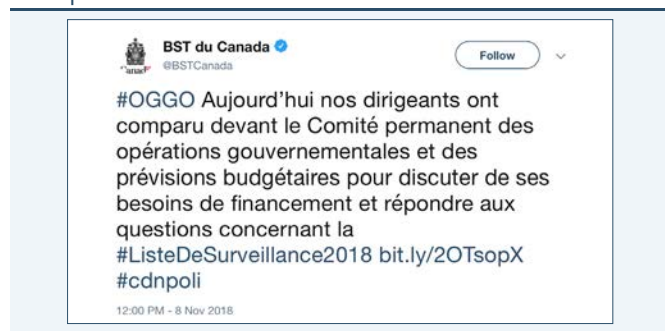 BST du Canada
@BSTCanada
Follow
#OGGO Aujourd'hui nos dirigeants ont
comparu devant le Comité permanent des
opérations gouvernementales et des
prévisions budgétaires pour discuter de ses
besoins de financement et répondre aux
questions concernant la
#ListeDeSurveillance2018 bit.ly/2OTsopX
#cdnpoli
12:00 PM - 8 Nov 2018